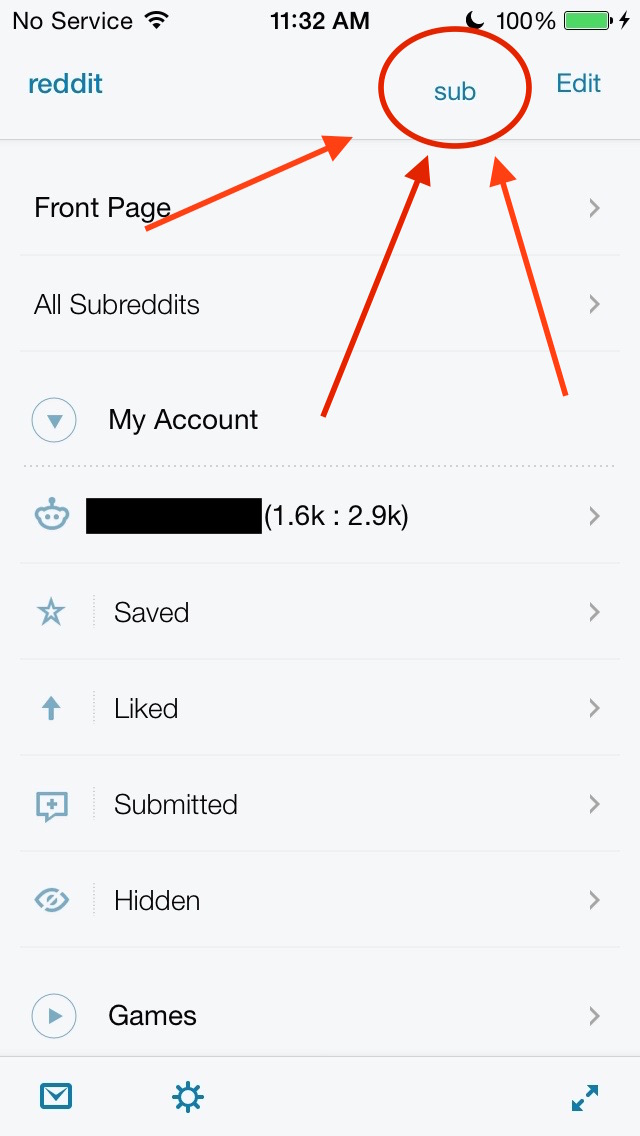 No Service 11:32 AM 100%
reddit sub Edit
Front Page
All Subreddits
My Account
(1.6k : 2.9k)
Saved
Liked
Submitted
Hidden
Games